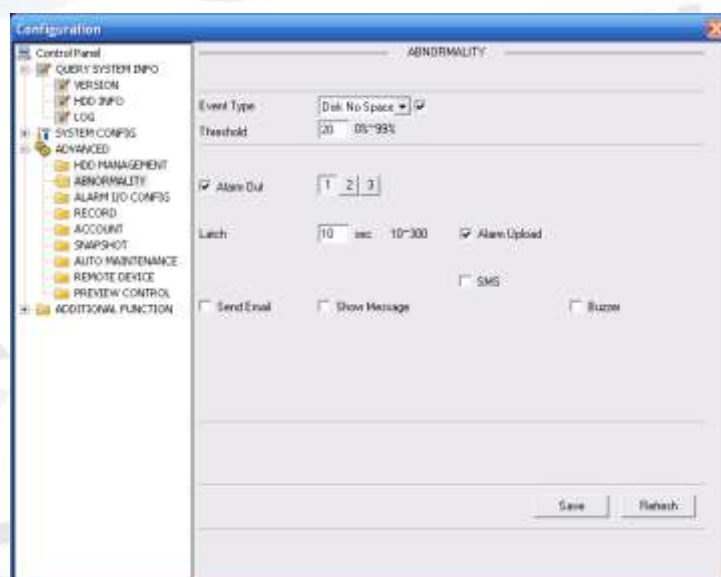 Configuration
Control Panel
QUERY SYSTEM INFO
VERSION
HDD INFO
LOG
SYSTEM CONFIG
ADVANCED
HDD MANAGEMENT
ABNORMALITY
ALARM I/O CONFIG
RECORD
ACCOUNT
SNAPSHOT
AUTO MAINTENANCE
REMOTE DEVICE
PREVIEW CONTROL
ADDITIONAL FUNCTION
ABNORMALITY
Event Type Disk No Space
Threshold 20 0%~99%
Alarm Out 1 2 3
Latch 10 sec 10~300 Alarm Upload
SMS
Send Email Show Message Buzzer
Save Refresh